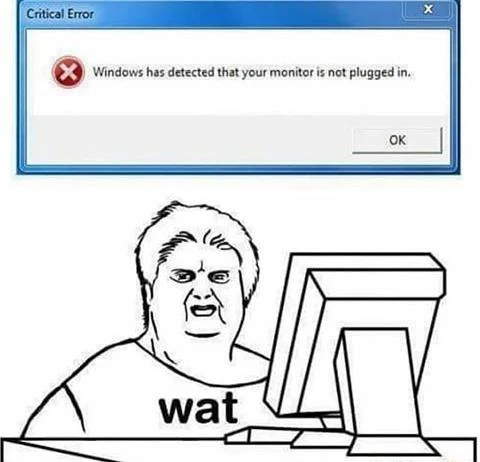 Critical Error
X
Windows has detected that your monitor is not plugged in.
OK
wat